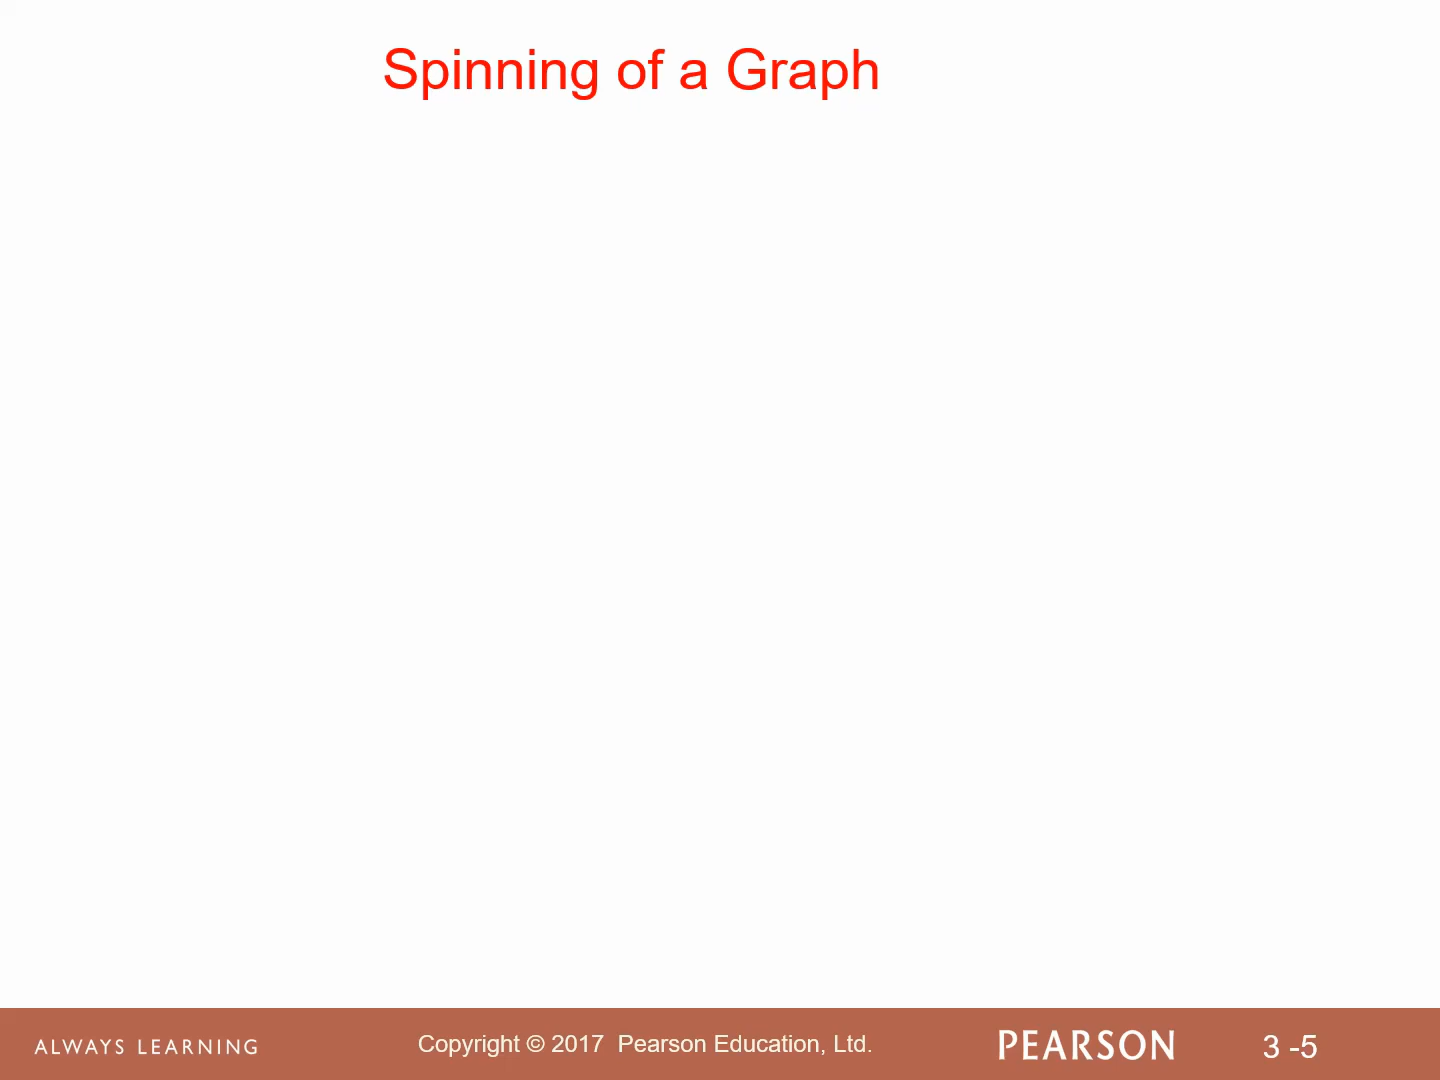 Spinning of a Graph
ALWAYS LEARNING
Copyright © 2017 Pearson Education, Ltd.
PEARSON
3 -5